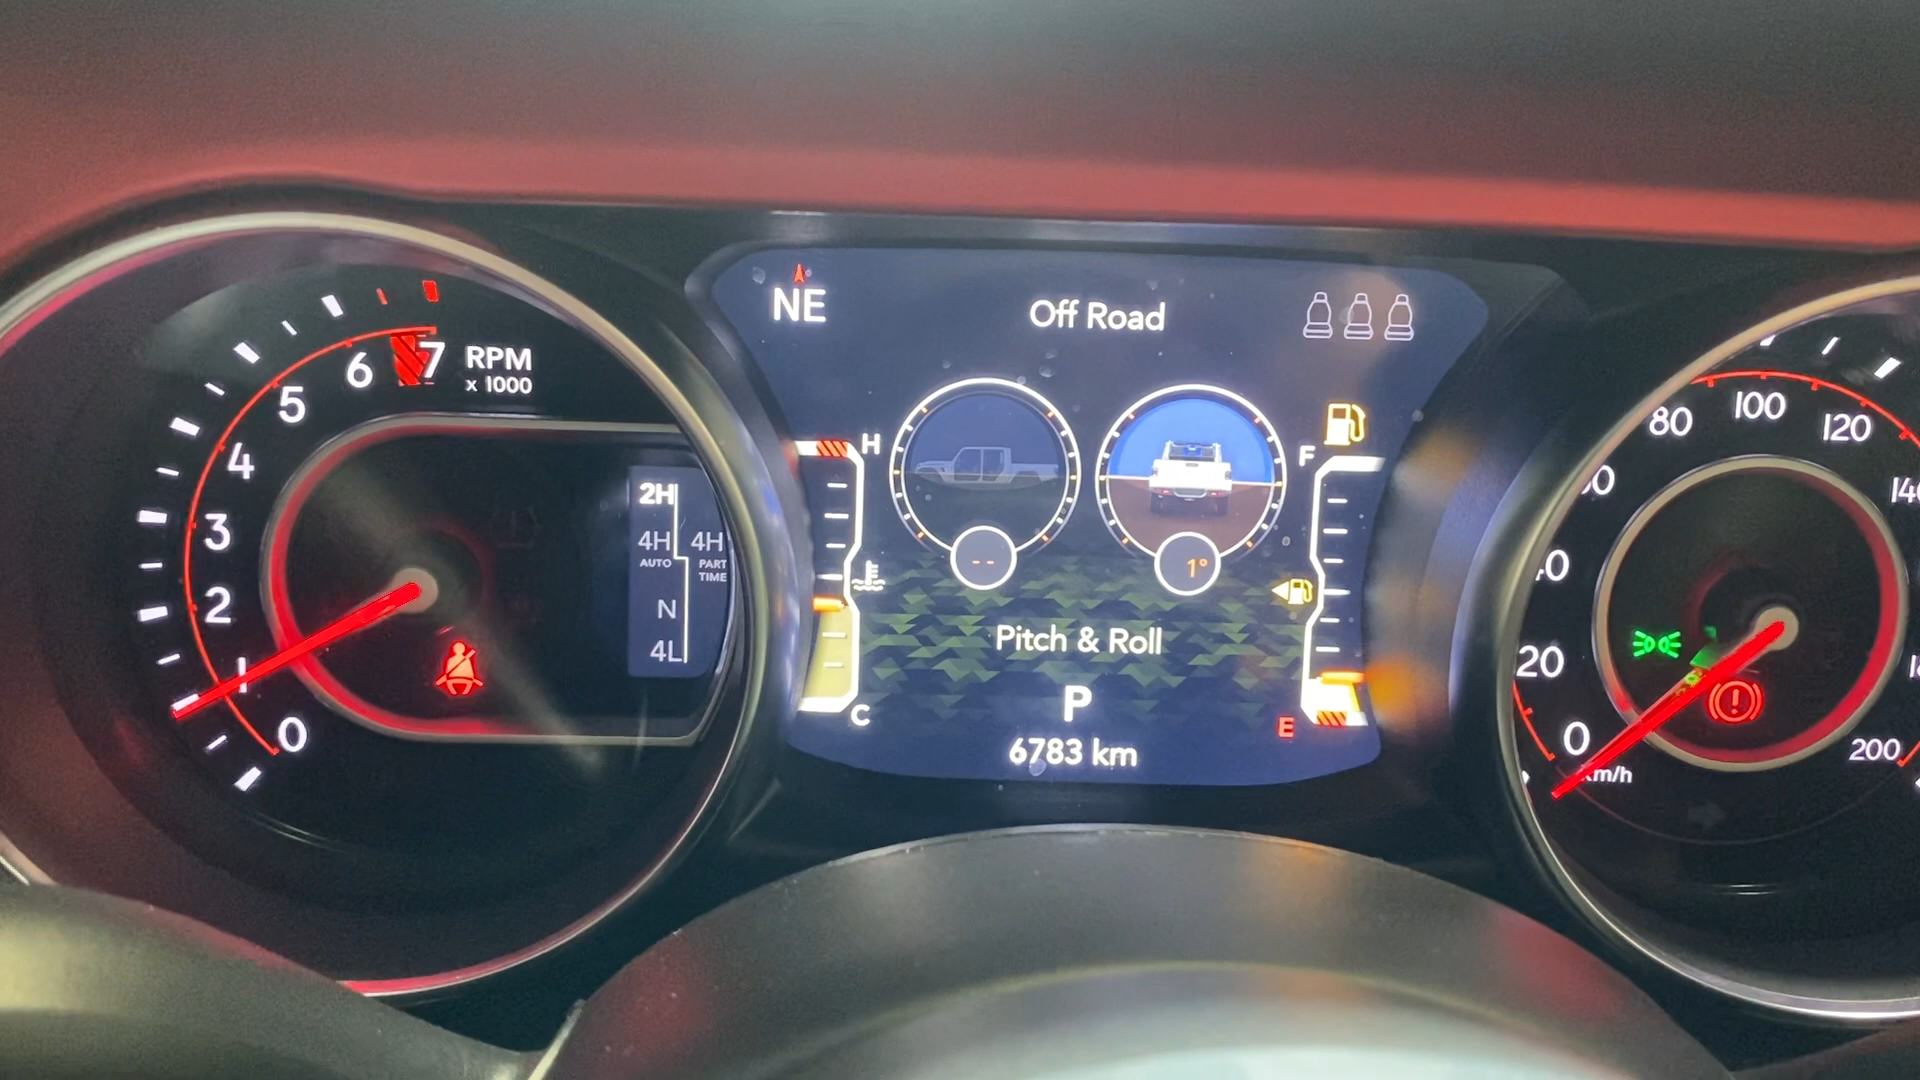 7
6
5
4
3
2
1
0
RPM
x 1000
2H
4H
AUTO
4H
PART
TIME
N
4L
NE
Off Road
H
C
--
1°
F
E
Pitch & Roll
P
6783 km
0
20
80
100
120
200
km/h